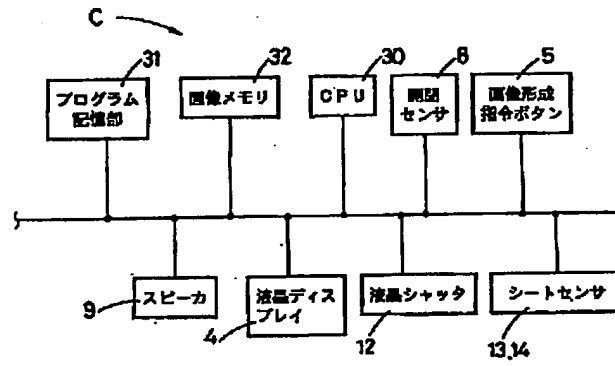 C
31
32
30
6
5
プログラム
記憶部
画像メモリ
CPU
開閉
センサ
画像形成
指令ボタン
スピーカ
液晶ディス
プレイ
液晶シャッタ
シートセンサ
9
4
12
13,14